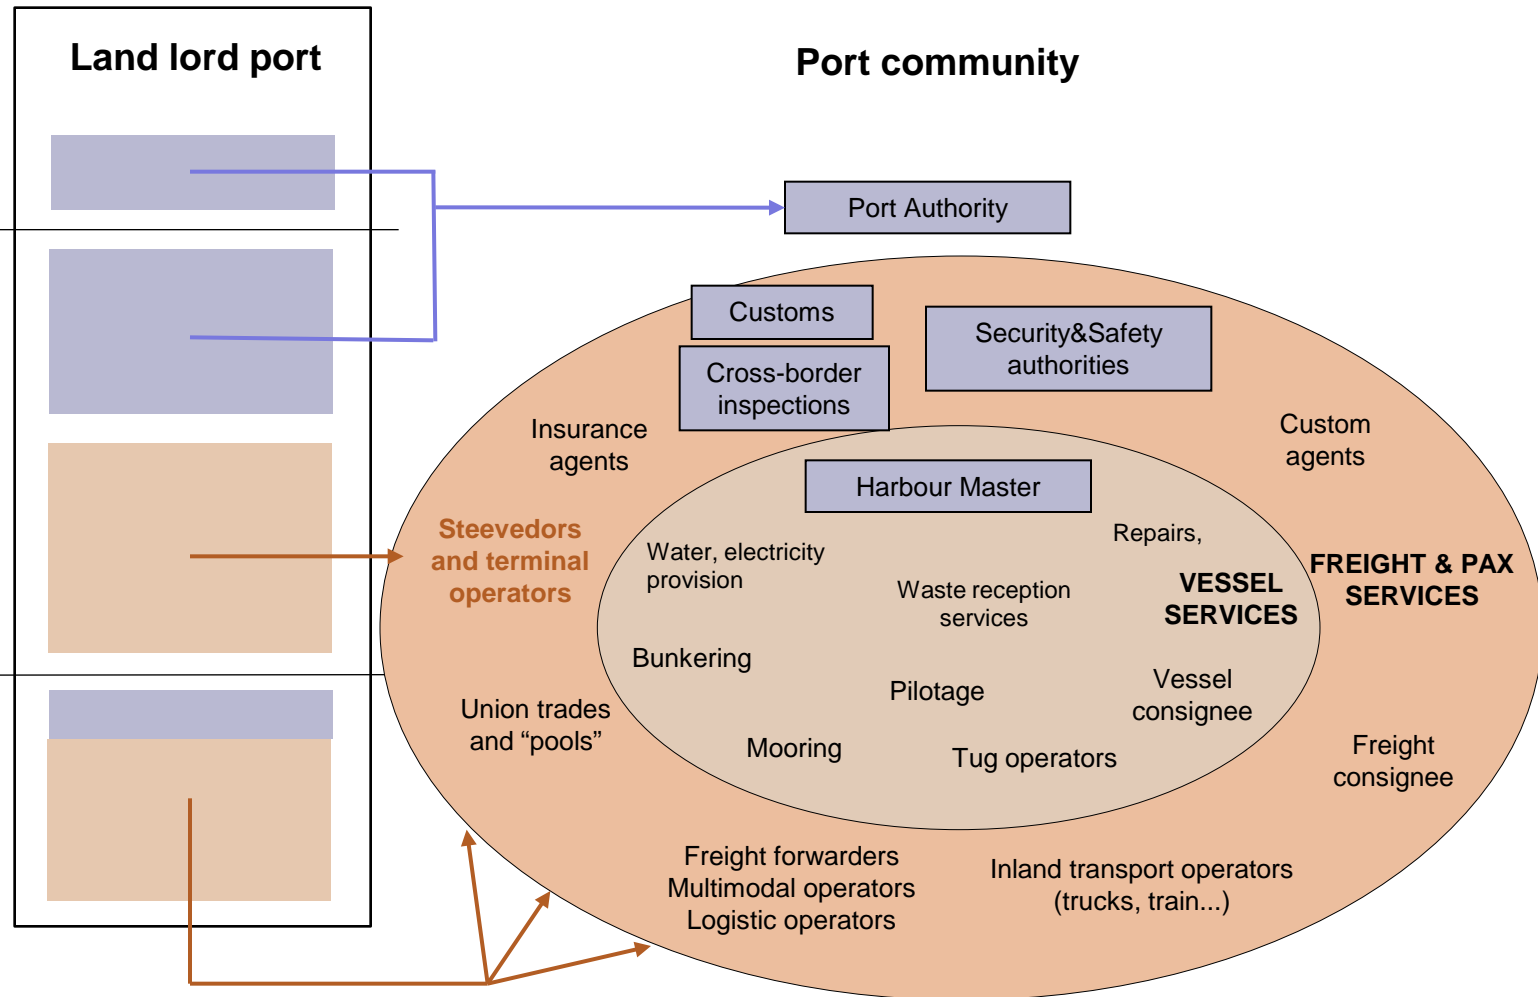 Land lord port
Port community
Port Authority
Customs
Security&Safety
authorities
Cross-border
inspections
Insurance
agents
Custom
agents
Harbour Master
Steevedors
and terminal
operators
Water, electricity
provision
Repairs,
Waste reception
services
VESSEL
SERVICES
FREIGHT & PAX
SERVICES
Bunkering
Pilotage
Vessel
consignee
Union trades
and “pools”
Mooring
Tug operators
Freight
consignee
Freight forwarders
Multimodal operators
Logistic operators
Inland transport operators
(trucks, train...)